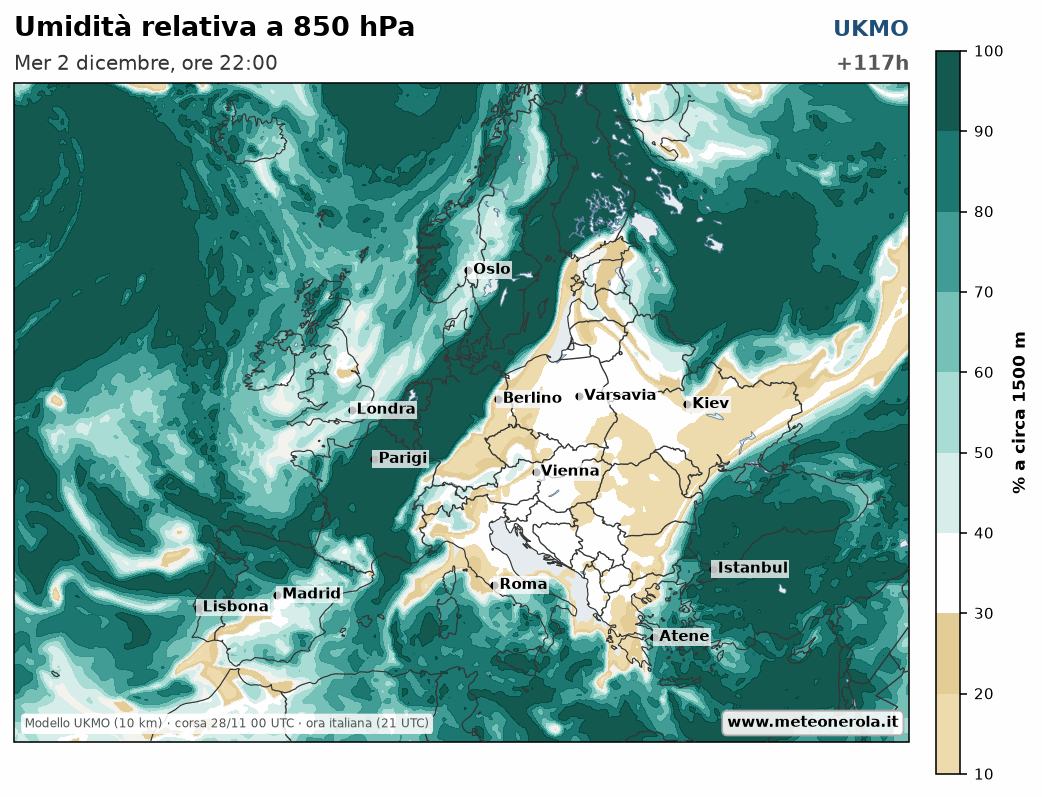 Umidità relativa a 850 hPa
UKMO
Mer 2 dicembre, ore 22:00
+117h
100
90
80
70
60
50
40
30
20
10
% a circa 1500 m
Oslo
Londra
Berlino
Varsavia
Kiev
Parigi
Vienna
Istanbul
Roma
Madrid
Lisbona
Atene
Modello UKMO (10 km) · corsa 28/11 00 UTC · ora italiana (21 UTC)
www.meteonerola.it